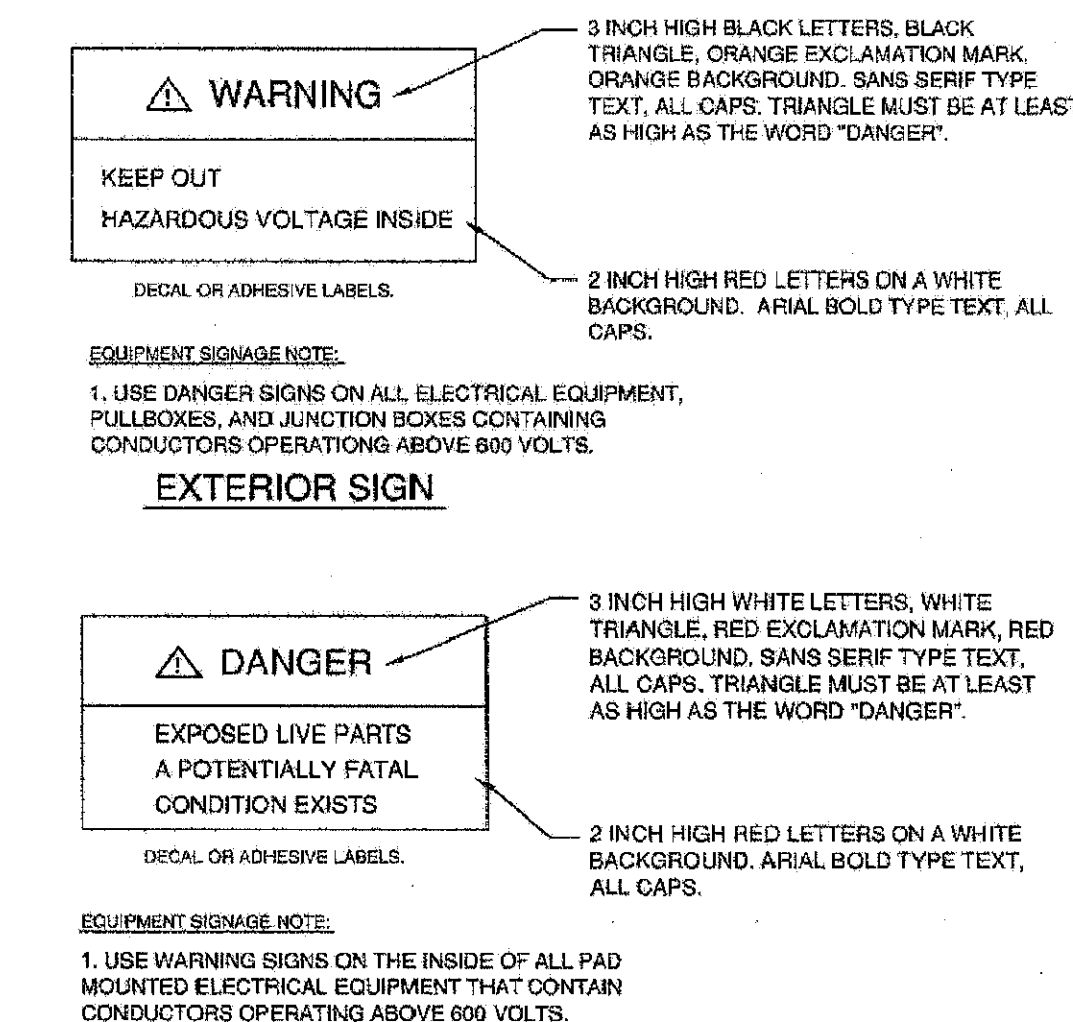 3 INCH HIGH BLACK LETTERS, BLACK
TRIANGLE, ORANGE EXCLAMATION MARK,
ORANGE BACKGROUND. SANS SERIF TYPE
TEXT, ALL CAPS. TRIANGLE MUST BE AT LEAST
AS HIGH AS THE WORD "DANGER".
⚠ WARNING
KEEP OUT
HAZARDOUS VOLTAGE INSIDE
2 INCH HIGH RED LETTERS ON A WHITE
BACKGROUND. ARIAL BOLD TYPE TEXT, ALL
CAPS.
DECAL OR ADHESIVE LABELS.
EQUIPMENT SIGNAGE NOTE:
1. USE DANGER SIGNS ON ALL ELECTRICAL EQUIPMENT,
PULLBOXES, AND JUNCTION BOXES CONTAINING
CONDUCTORS OPERATIONG ABOVE 600 VOLTS.
EXTERIOR SIGN
3 INCH HIGH WHITE LETTERS, WHITE
TRIANGLE, RED EXCLAMATION MARK, RED
BACKGROUND. SANS SERIF TYPE TEXT,
ALL CAPS. TRIANGLE MUST BE AT LEAST
AS HIGH AS THE WORD "DANGER".
⚠ DANGER
EXPOSED LIVE PARTS
A POTENTIALLY FATAL
CONDITION EXISTS
2 INCH HIGH RED LETTERS ON A WHITE
BACKGROUND. ARIAL BOLD TYPE TEXT,
ALL CAPS.
DECAL OR ADHESIVE LABELS.
EQUIPMENT SIGNAGE NOTE:
1. USE WARNING SIGNS ON THE INSIDE OF ALL PAD
MOUNTED ELECTRICAL EQUIPMENT THAT CONTAIN
CONDUCTORS OPERATING ABOVE 600 VOLTS.